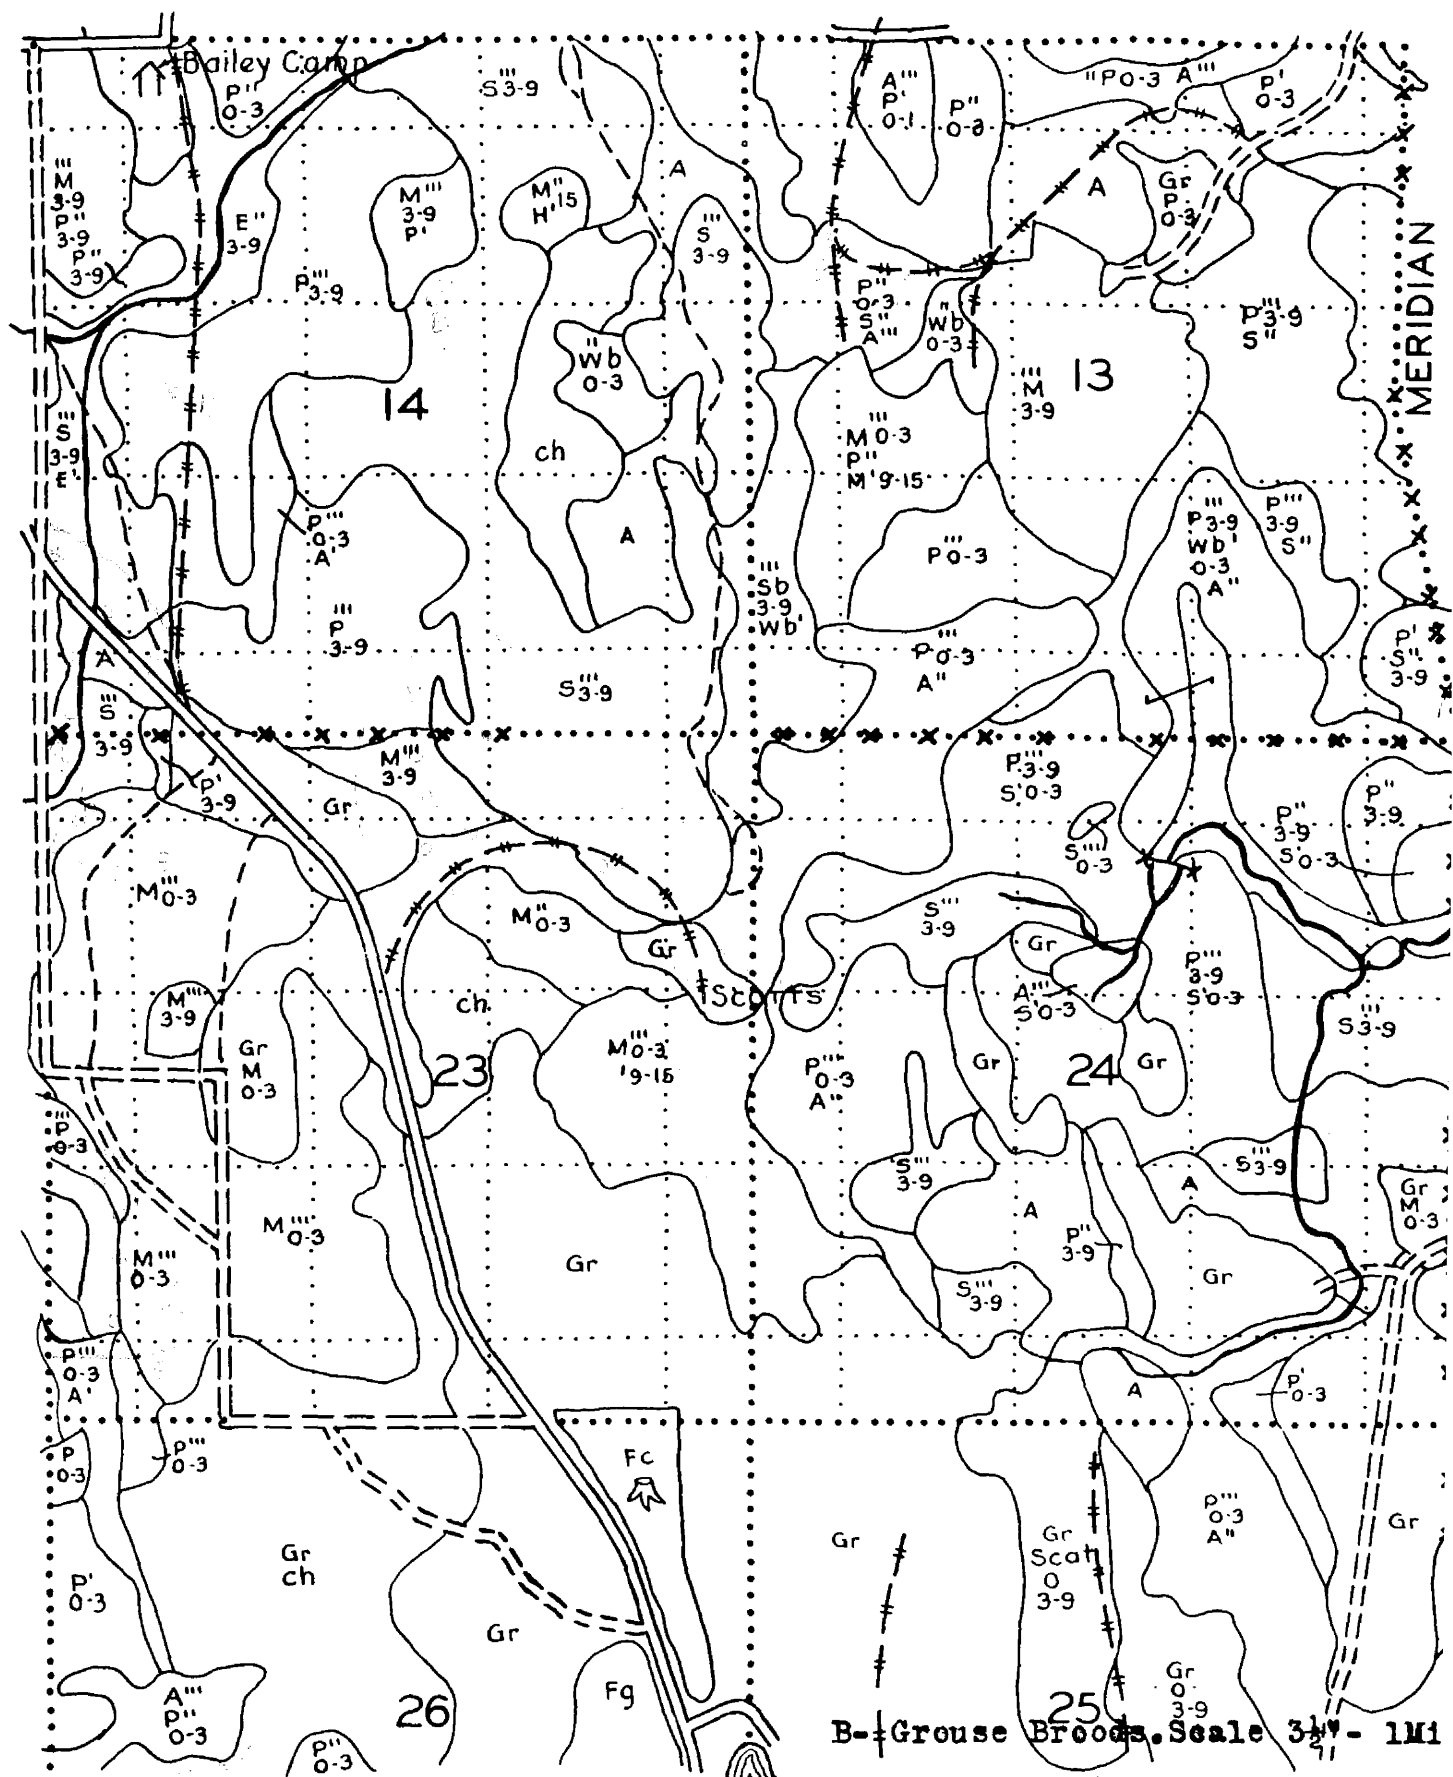 Bailey Camp
P"
0-3
S'''3-9
A'''
P'
0-1
P"
0-3
"P0-3 A'''
P'
0-3
'''
M
3-9
P"
3-9
P"
3-9
E"
3-9
M'''
3-9
P'
M"
H'15
A
S'''
3-9
A
Gr
P
0-3
MERIDIAN
P'''3-9
P"
0-3
S"
A'''
"
Wb
0-3
P'''3-9
S"
"
Wb
0-3
14
'''
M
3-9
13
'''
S
3-9
E'
ch
M'''0-3
P"
M'9-15
P'''
0-3
A'
A
P'''0-3
P'''3-9
Wb'
0-3
A"
P'''
3-9
S"
'''
Sb
3-9
Wb'
'''
P
3-9
P'''0-3
A"
P'
S"
3-9
A
S'''3-9
'''
S
3-9
M'''
3-9
P'
3-9
Gr
P'''3-9
S'0-3
P"
3-9
S'0-3
P"
3-9
S'''0-3
M'''0-3
M"0-3
S'''
3-9
Gr
Gr
P'''
3-9
S'0-3
M'''
3-9
ch
Scotts
A'''
S'0-3
S'''3-9
Gr
M
0-3
23
M'''0-3
'9-15
P'''
0-3
A"
Gr
24
Gr
'''
P
0-3
S'''
3-9
S'''3-9
A
Gr
M
0-3
M'''0-3
A
P"
3-9
M'''
0-3
Gr
S'''3-9
Gr
P'''
0-3
A'
A
P'0-3
P
0-3
P'''
0-3
Fc
Gr
ch
Gr
Gr
Scat
0
3-9
P'''
0-3
A"
Gr
P'
0-3
Gr
A'''
P"
0-3
26
Fg
25
Gr
0
3-9
P"
0-3
B- Grouse Broods. Scale 3½" - 1Mi